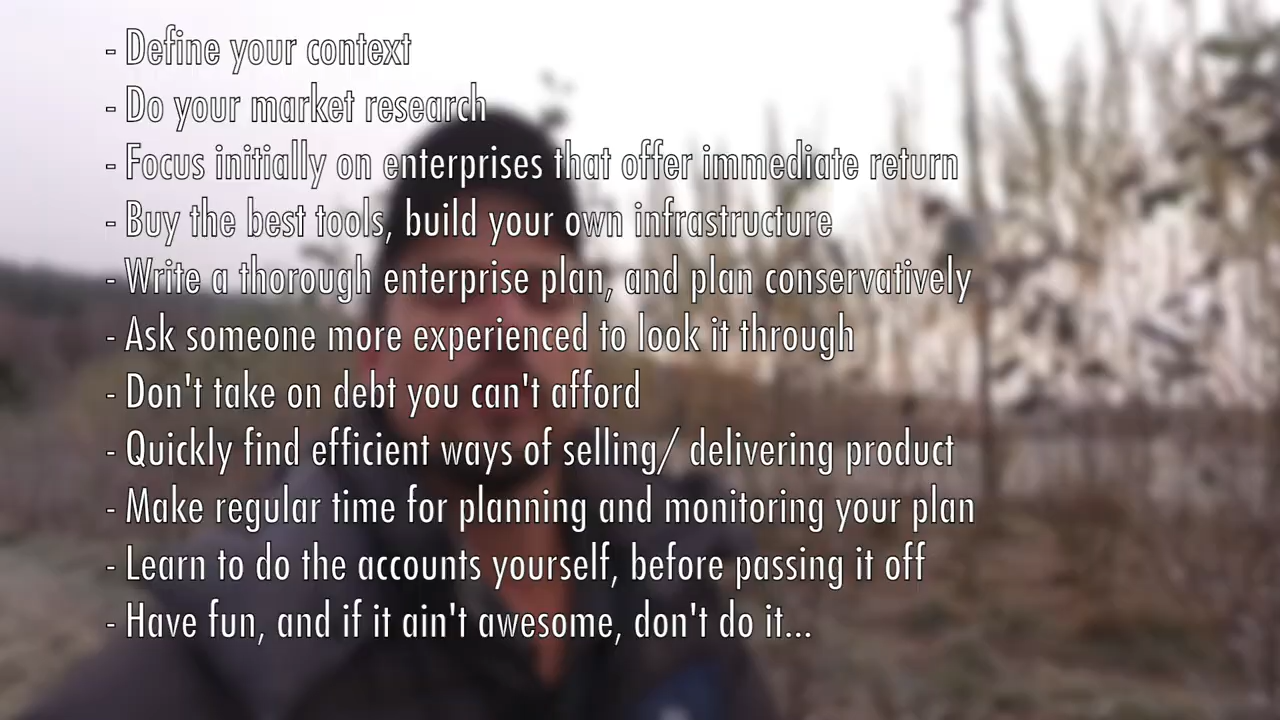 - Define your context
- Do your market research
- Focus initially on enterprises that offer immediate return
- Buy the best tools, build your own infrastructure
- Write a thorough enterprise plan, and plan conservatively
- Ask someone more experienced to look it through
- Don't take on debt you can't afford
- Quickly find efficient ways of selling/ delivering product
- Make regular time for planning and monitoring your plan
- Learn to do the accounts yourself, before passing it off
- Have fun, and if it ain't awesome, don't do it...